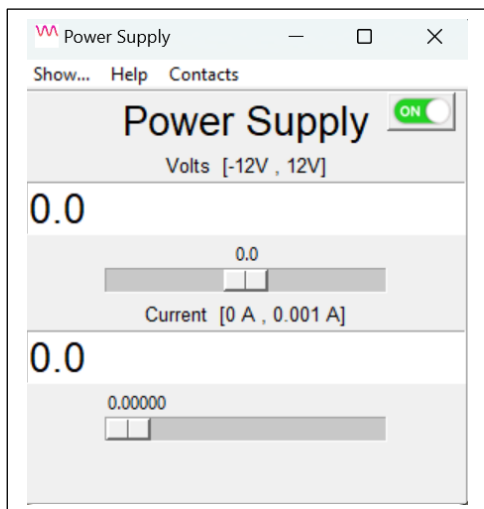 Power Supply
Show... Help Contacts
Power Supply ON
Volts [-12V , 12V]
0.0
0.0
Current [0 A , 0.001 A]
0.0
0.00000